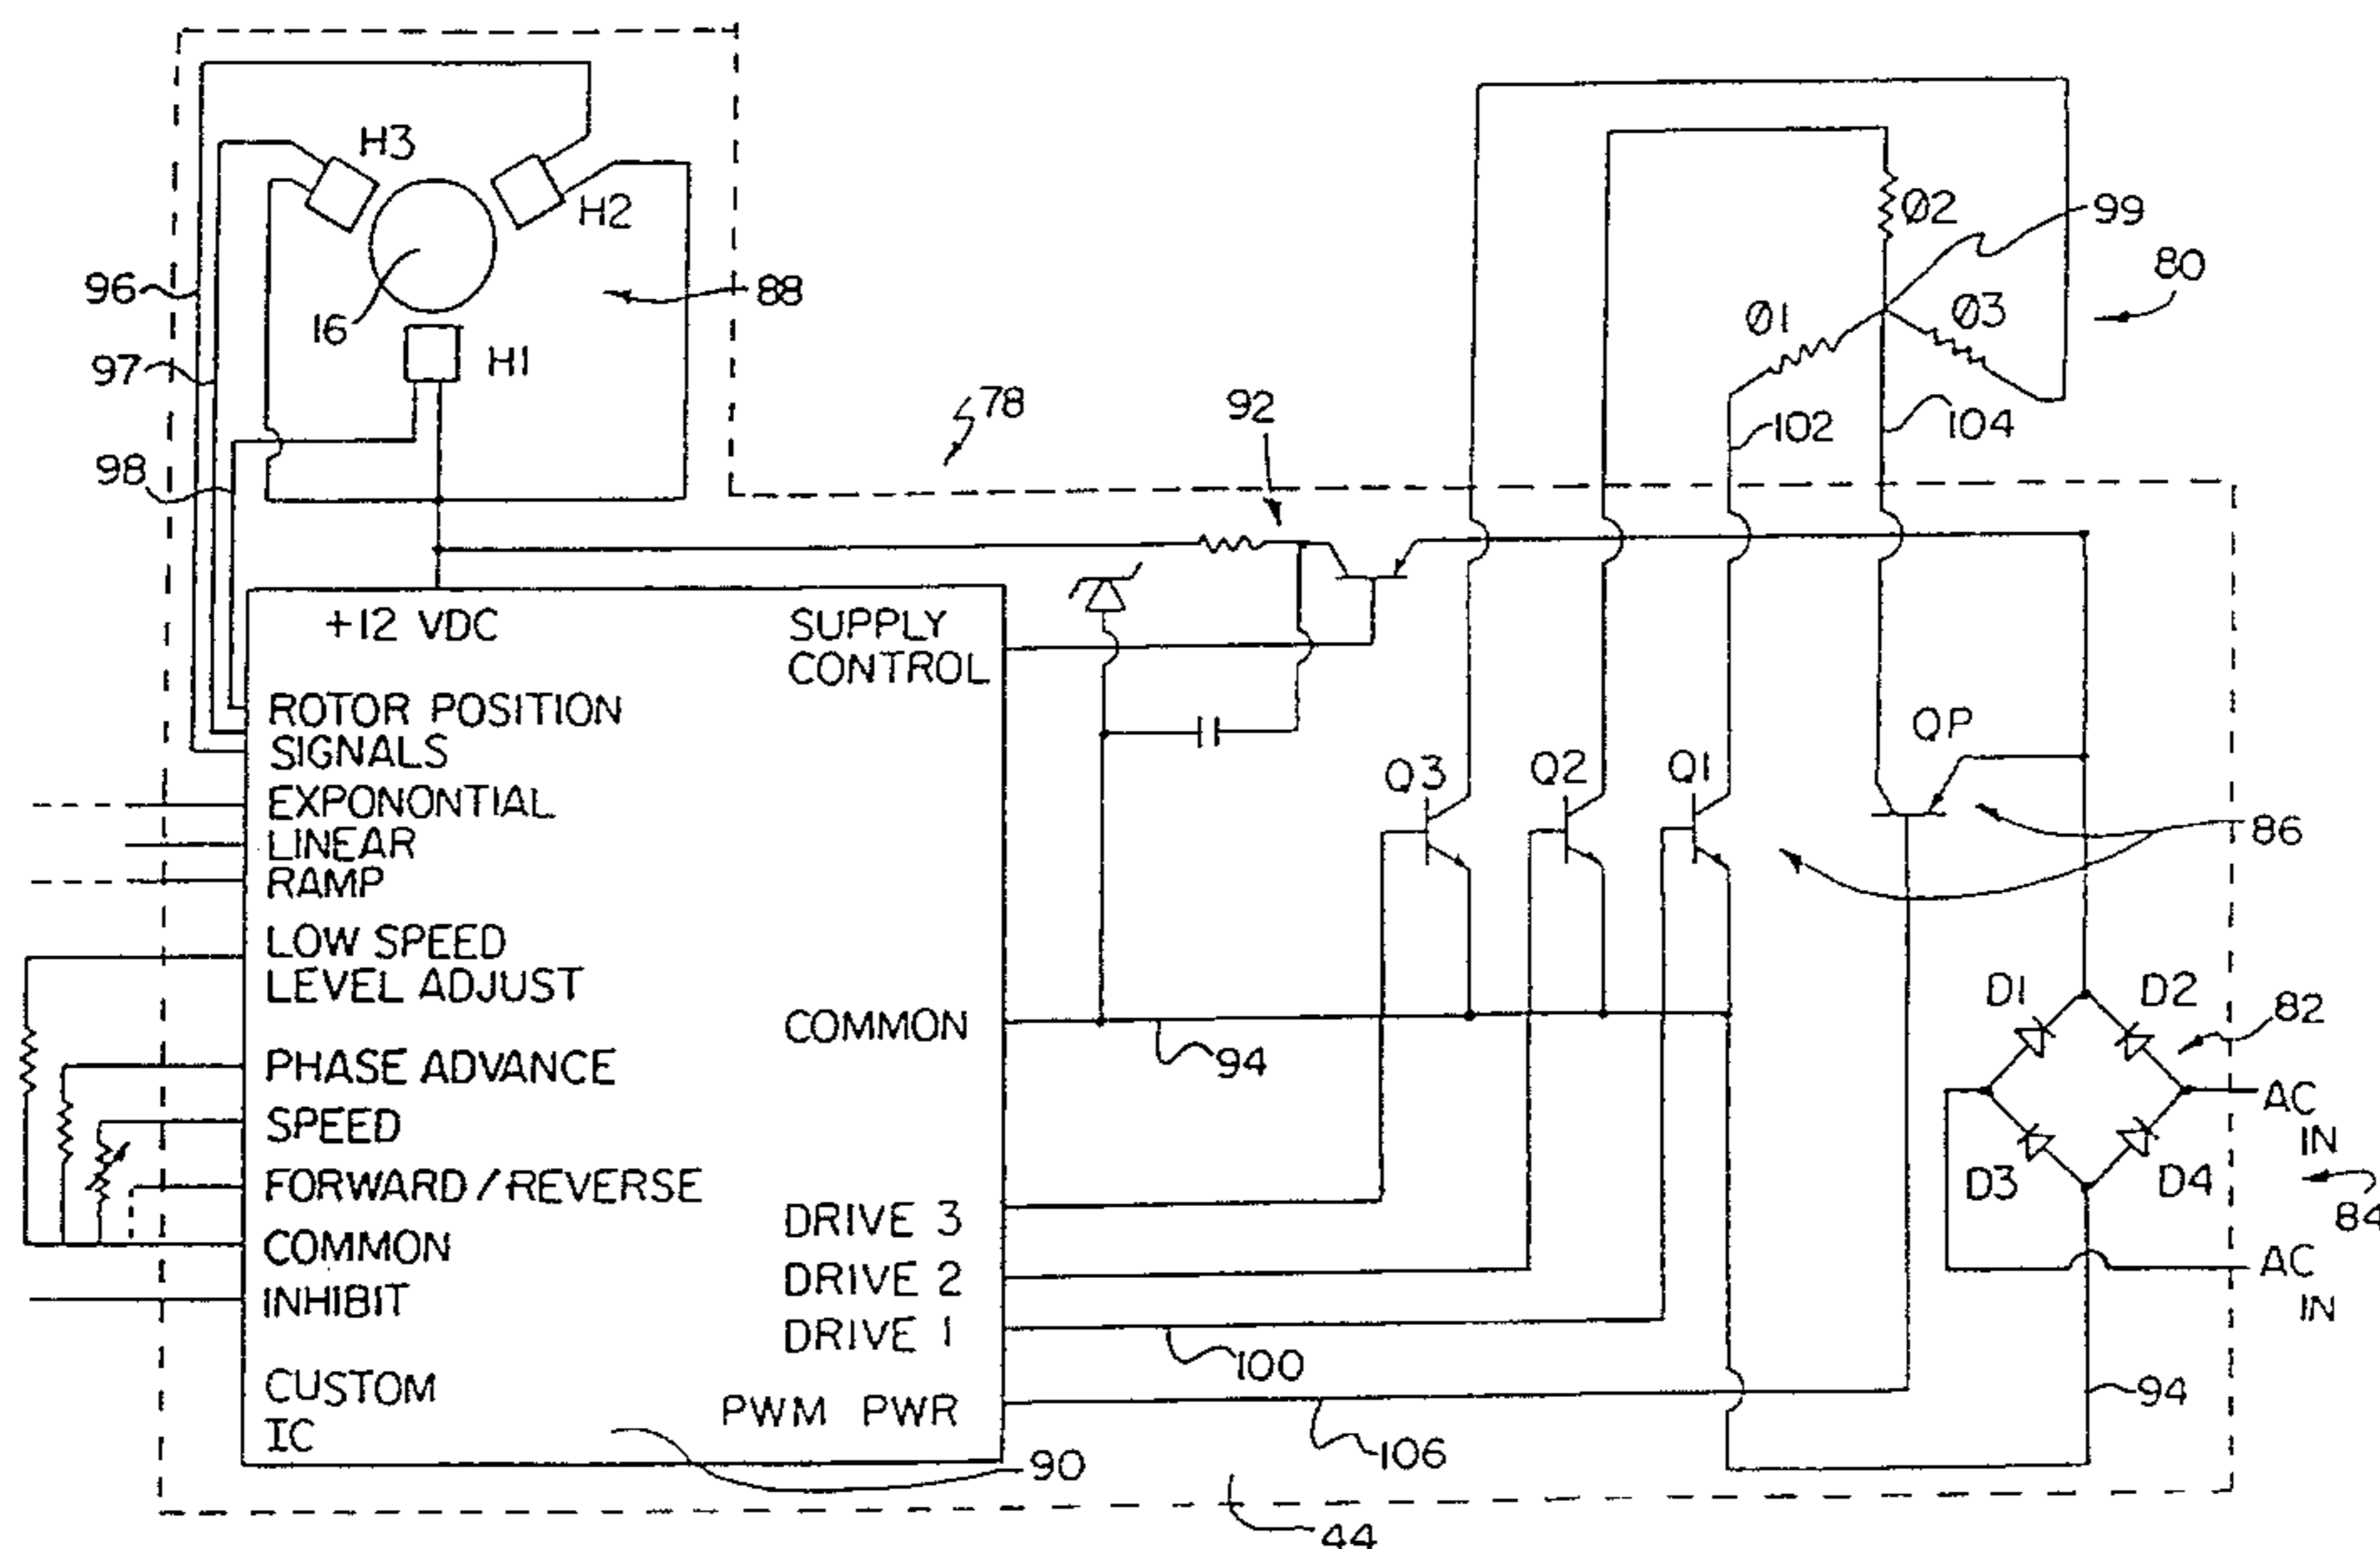 H3
H2
H1
16
96
97
98
88
78
92
Ø2
99
80
Ø1
Ø3
102
104
+12 VDC
SUPPLY
CONTROL
ROTOR POSITION
SIGNALS
EXPONONTIAL
LINEAR
RAMP
LOW SPEED
LEVEL ADJUST
PHASE ADVANCE
SPEED
FORWARD/REVERSE
COMMON
INHIBIT
CUSTOM
IC
COMMON
DRIVE 3
DRIVE 2
DRIVE 1
PWM PWR
Q3
Q2
Q1
QP
86
94
D1
D2
82
D3
D4
AC
IN
84
AC
IN
100
94
106
90
44